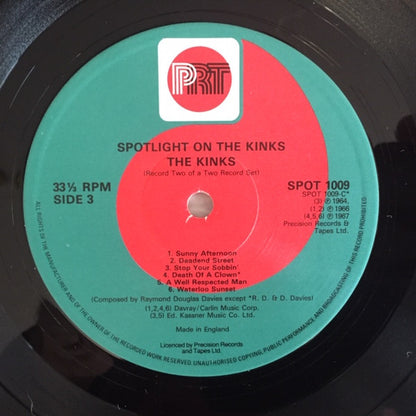 PRT
SPOTLIGHT ON THE KINKS
THE KINKS
(Record Two of a Two Record Set)
33⅓ RPM
SIDE 3
SPOT 1009
SPOT 1009-C*
(3) ℗ 1964,
(1,2) ℗ 1966
(4,5,6) ℗ 1967
Precision Records &
Tapes Ltd.
1. Sunny Afternoon
2. Deadend Street
3. Stop Your Sobbin'
4. Death Of A Clown*
5. A Well Respected Man
6. Waterloo Sunset
(Composed by Raymond Douglas Davies except *R. D. & D. Davies)
(1,2,4,6) Davray/Carlin Music Corp.
(3,5) Ed. Kassner Music Co. Ltd.
Made in England
Licenced by Precision Records
and Tapes Ltd.
ALL RIGHTS OF THE MANUFACTURER AND OF THE OWNER OF THE RECORDED WORK RESERVED. UNAUTHORISED COPYING, PUBLIC PERFORMANCE AND BROADCASTING OF THIS RECORD PROHIBITED.